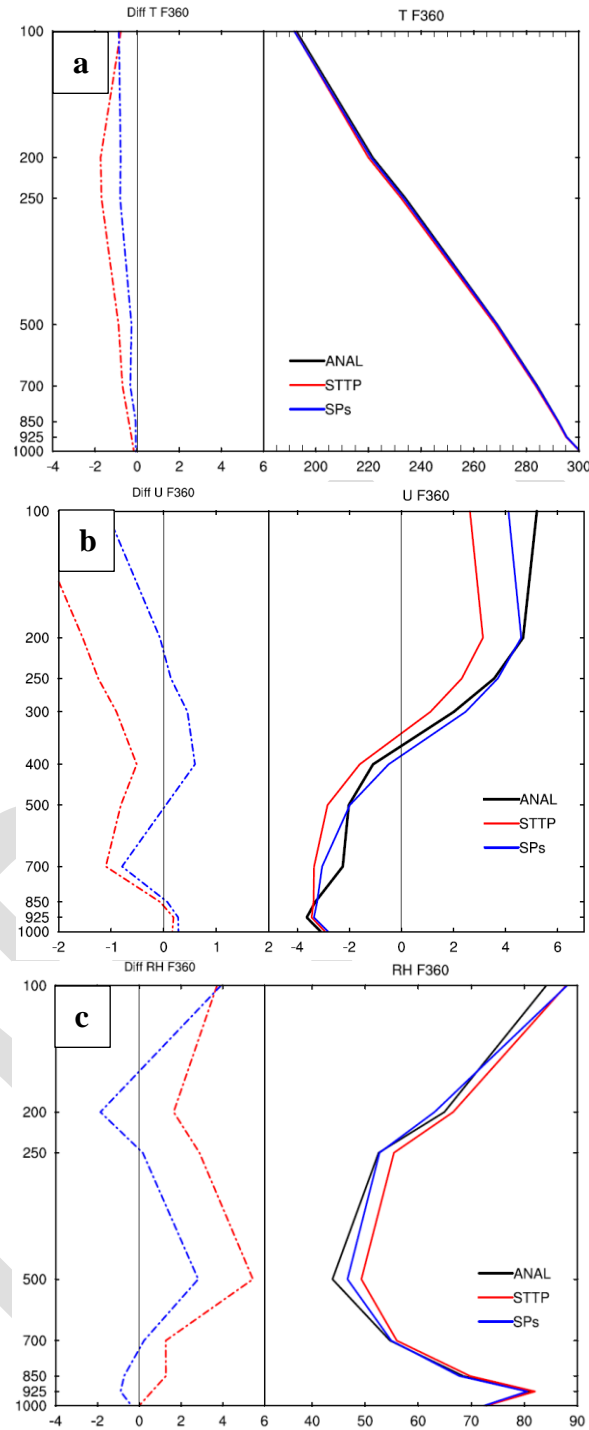 Diff T F360 T F360
a
100
200
250
500
700
850
925
1000
ANAL
STTP
SPs
-4 -2 0 2 4 6 200 220 240 260 280 300
Diff U F360 U F360
b
100
200
250
300
400
500
700
850
925
1000
ANAL
STTP
SPs
-2 -1 0 1 2 -4 -2 0 2 4 6
Diff RH F360 RH F360
c
100
200
250
500
700
850
925
1000
ANAL
STTP
SPs
-4 -2 0 2 4 6 40 50 60 70 80 90